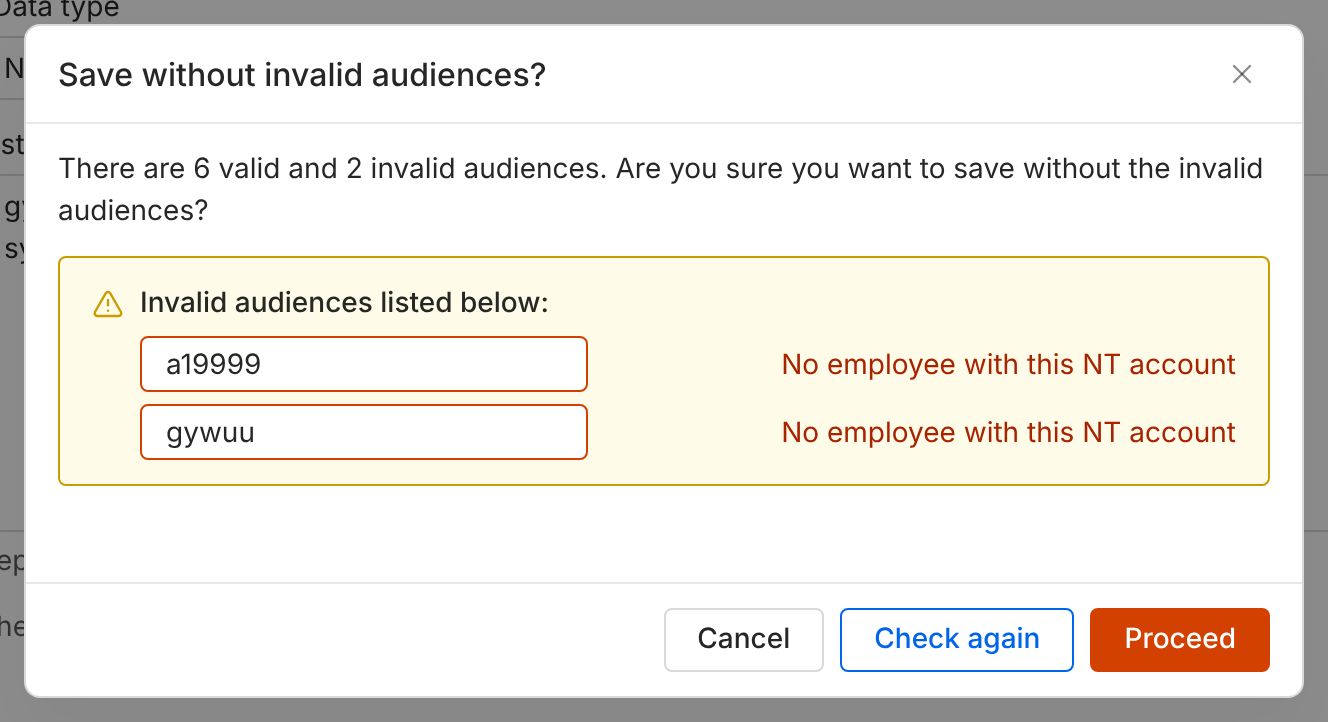 Data type
Save without invalid audiences?
There are 6 valid and 2 invalid audiences. Are you sure you want to save without the invalid
audiences?
Invalid audiences listed below:
a19999
No employee with this NT account
gywuu
No employee with this NT account
Cancel
Check again
Proceed